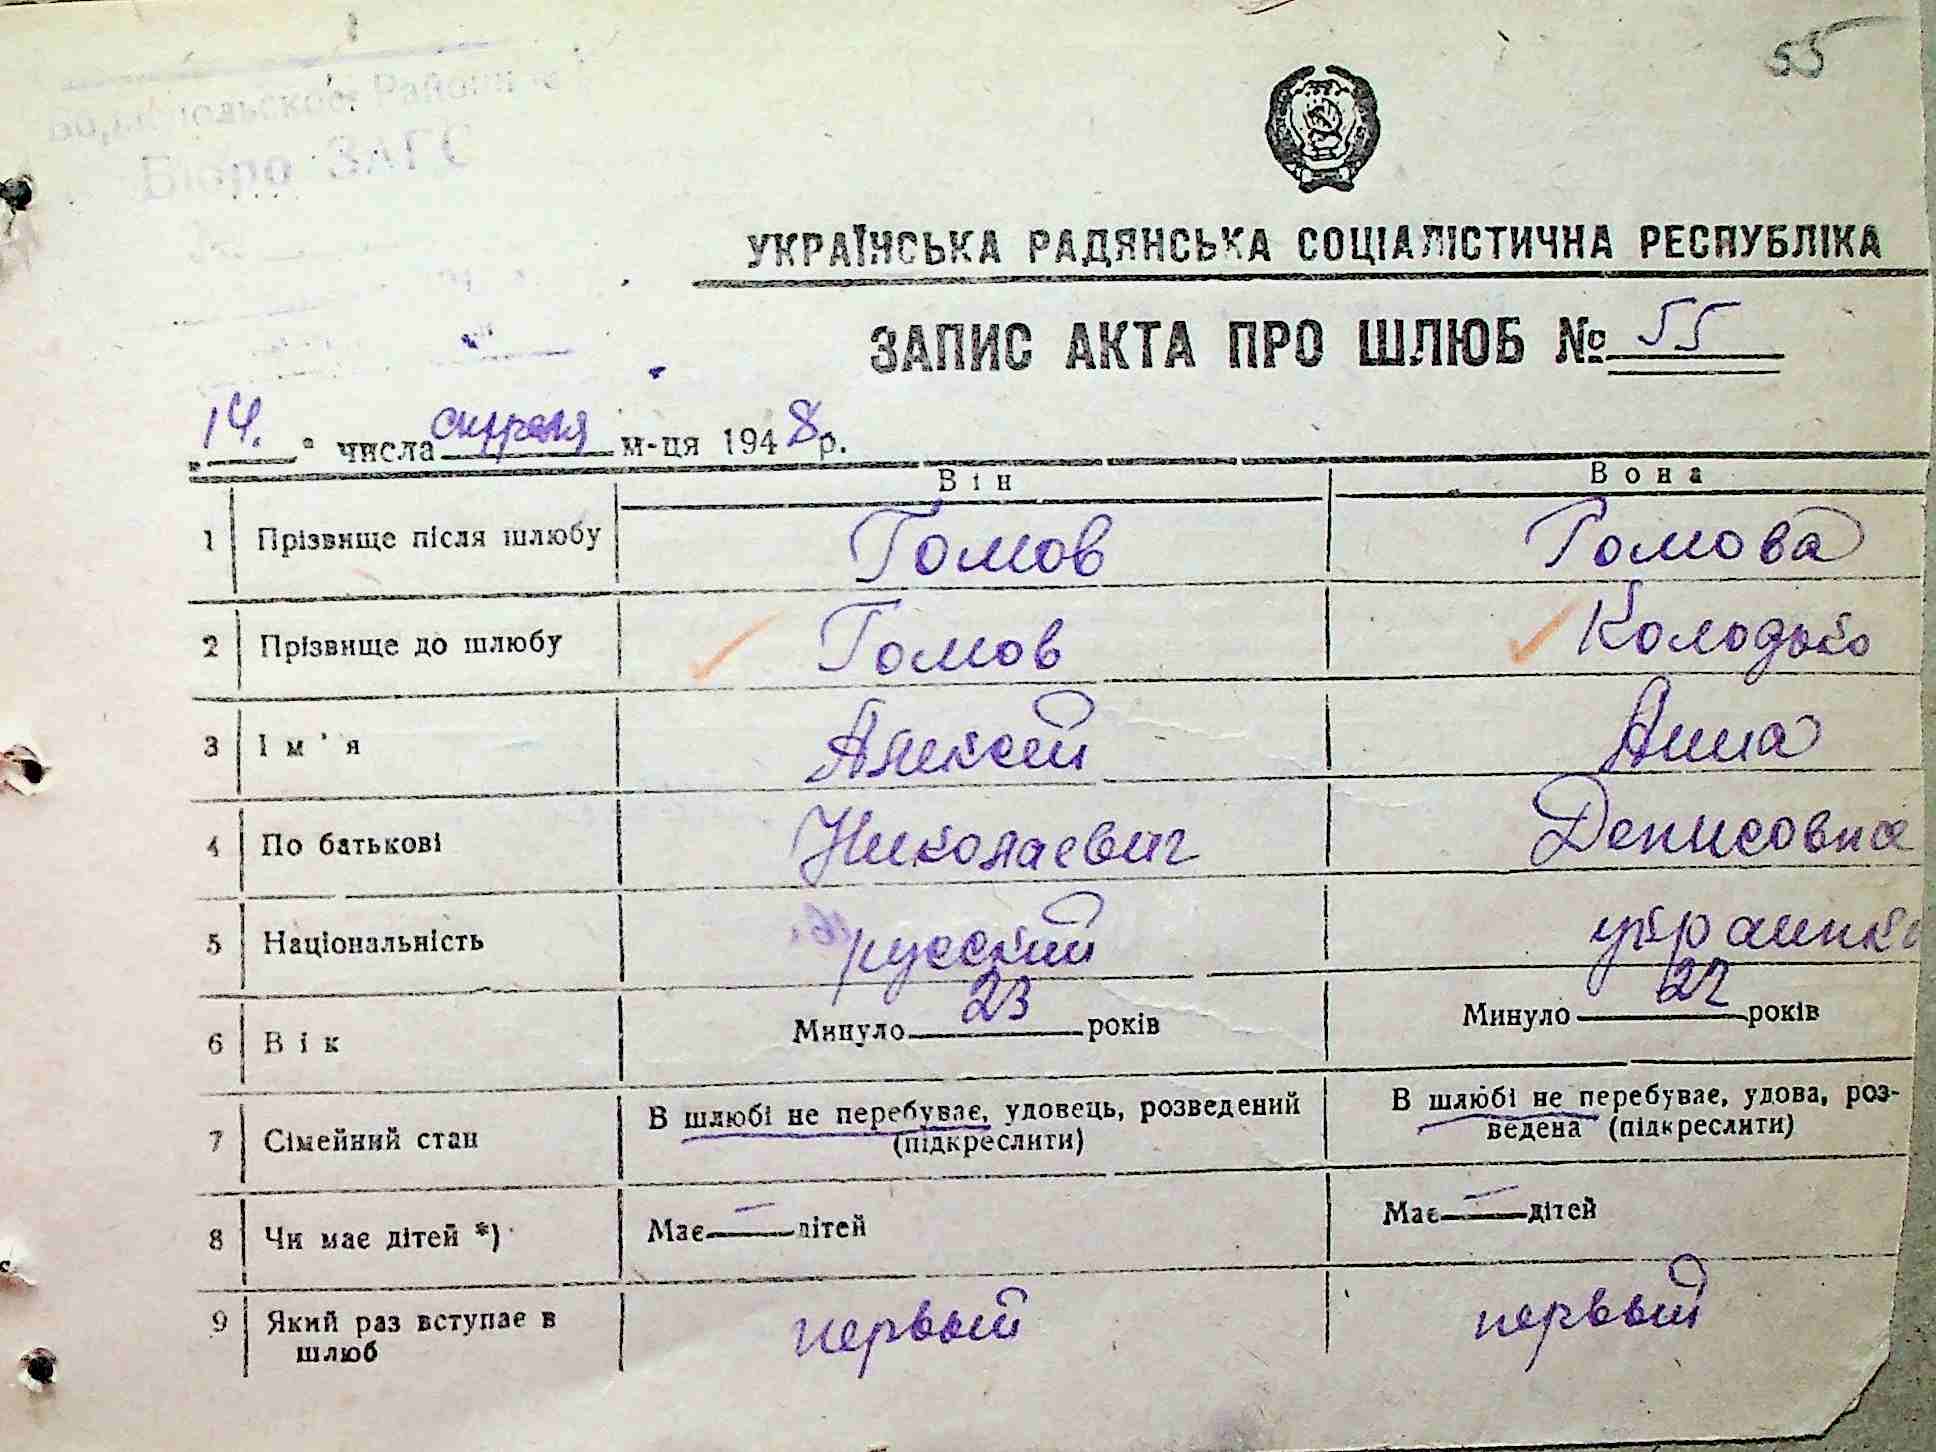 55
Бюро ЗАГС
УКРАЇНСЬКА РАДЯНСЬКА СОЦІАЛІСТИЧНА РЕСПУБЛІКА
ЗАПИС АКТА ПРО ШЛЮБ № 55
14. числа апреля м-ця 1948 р.
Він Вона
1 Прізвище після шлюбу Гомов Гомова
2 Прізвище до шлюбу Гомов Колодько
3 Ім'я Алексей Анна
4 По батькові Николаевич Денисовна
5 Національність русский украинка
6 Вік Минуло 23 років Минуло 22 років
7 Сімейний стан В шлюбі не перебуває, удовець, розведений (підкреслити) В шлюбі не перебуває, удова, роз-
ведена (підкреслити)
8 Чи має дітей *) Має — дітей Має — дітей
9 Який раз вступає в шлюб первый первый